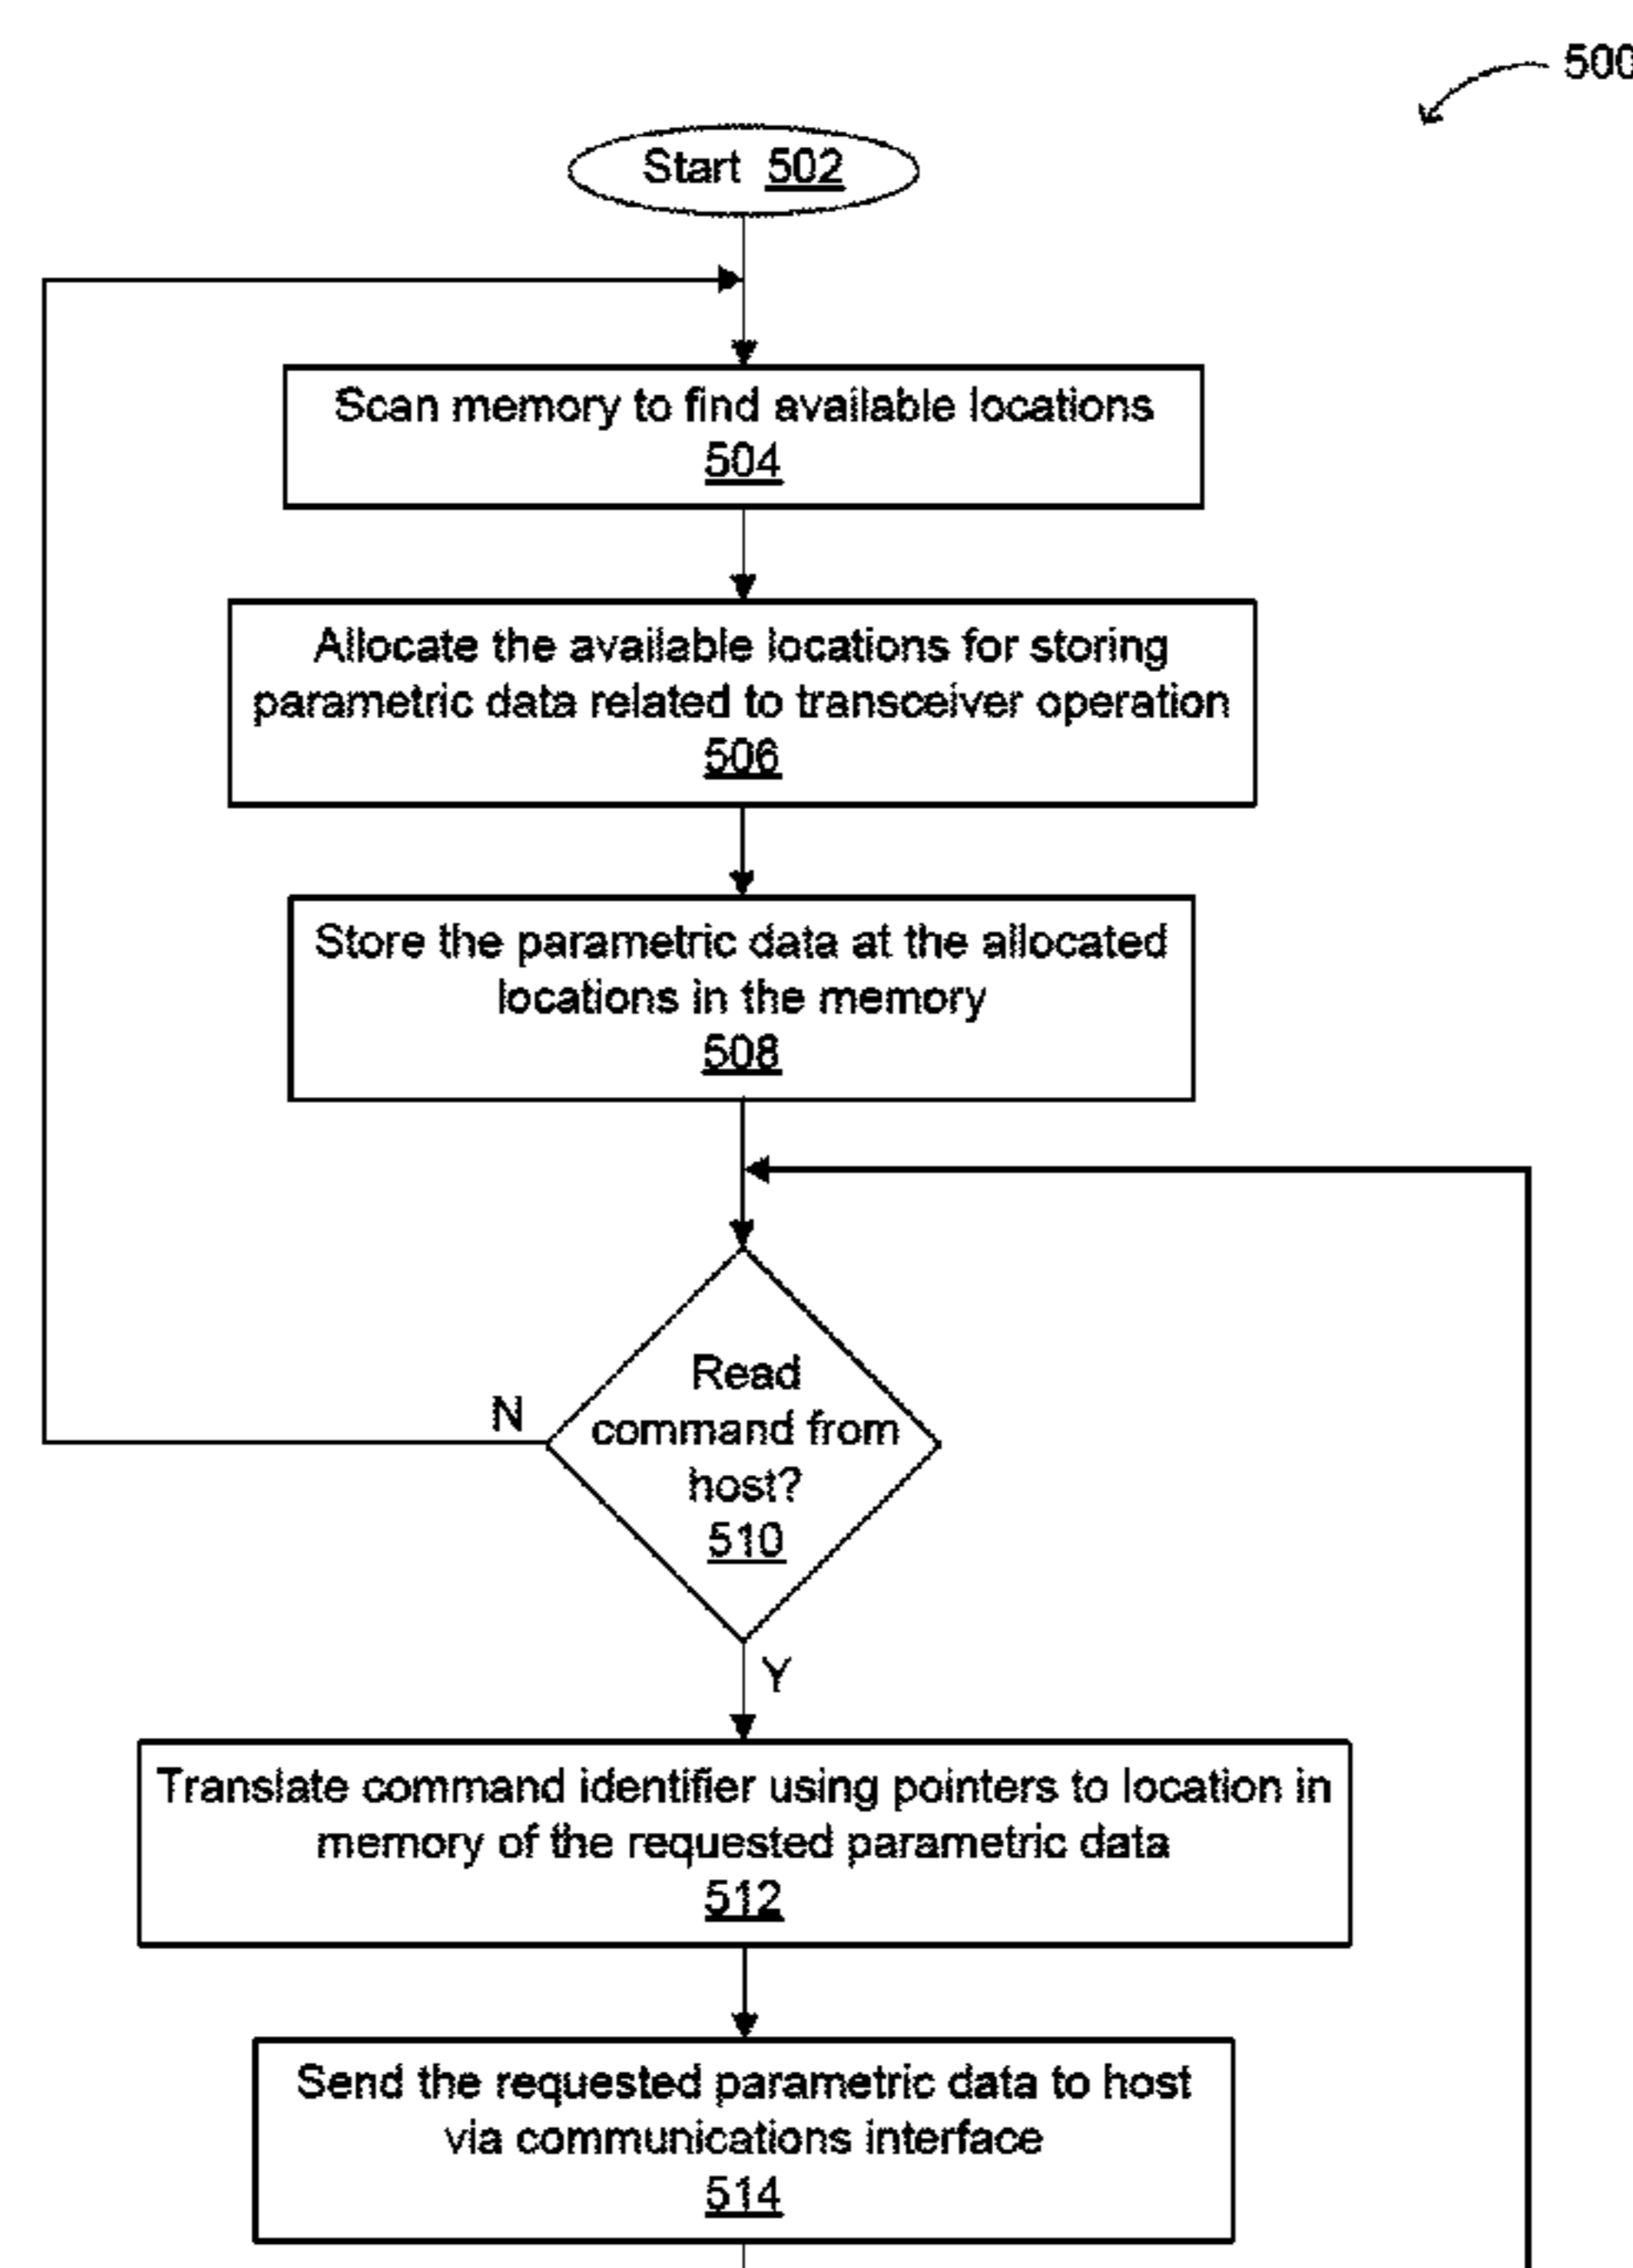 500
Start 502
Scan memory to find available locations
504
Allocate the available locations for storing
parametric data related to transceiver operation
506
Store the parametric data at the allocated
locations in the memory
508
Read
command from
host?
510
N
Y
Translate command identifier using pointers to location in
memory of the requested parametric data
512
Send the requested parametric data to host
via communications interface
514